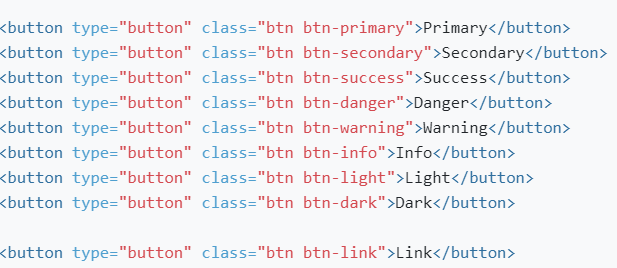 <button type="button" class="btn btn-primary">Primary</button>
<button type="button" class="btn btn-secondary">Secondary</button>
<button type="button" class="btn btn-success">Success</button>
<button type="button" class="btn btn-danger">Danger</button>
<button type="button" class="btn btn-warning">Warning</button>
<button type="button" class="btn btn-info">Info</button>
<button type="button" class="btn btn-light">Light</button>
<button type="button" class="btn btn-dark">Dark</button>

<button type="button" class="btn btn-link">Link</button>